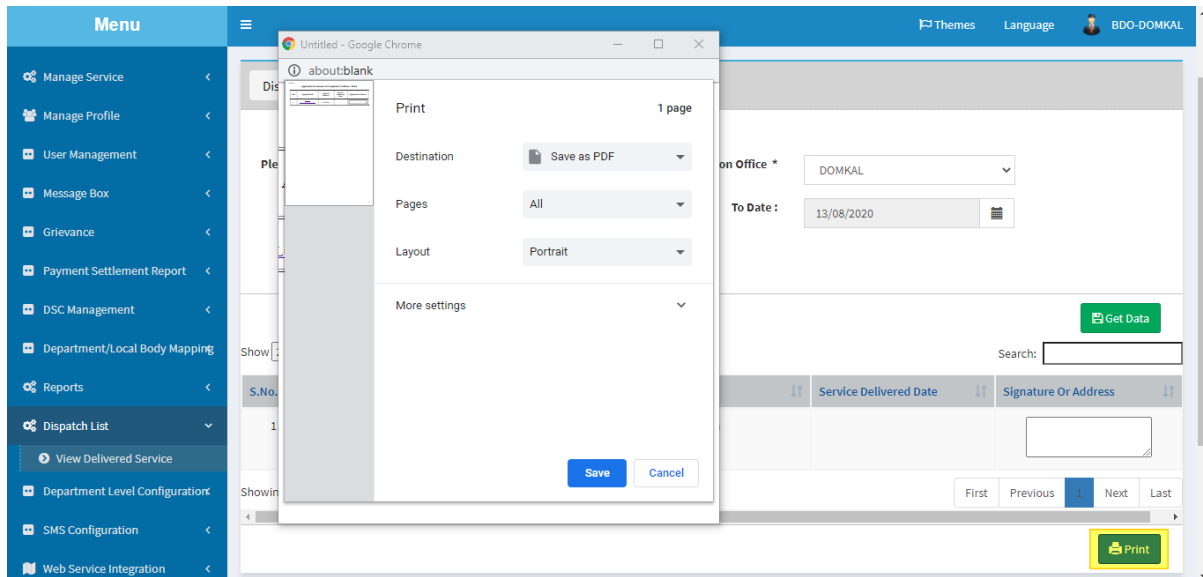 Menu
Themes Language BDO-DOMKAL
Untitled - Google Chrome
about:blank
Manage Service
Manage Profile
User Management
Message Box
Grievance
Payment Settlement Report
DSC Management
Department/Local Body Mapping
Reports
Dispatch List
View Delivered Service
Department Level Configuration
SMS Configuration
Web Service Integration
Dis
Ple
Print 1 page
Destination Save as PDF
Pages All
Layout Portrait
More settings
Save Cancel
on Office * DOMKAL
To Date : 13/08/2020
Get Data
Show
Search:
S.No. Service Delivered Date Signature Or Address
1
Showin
First Previous 1 Next Last
Print